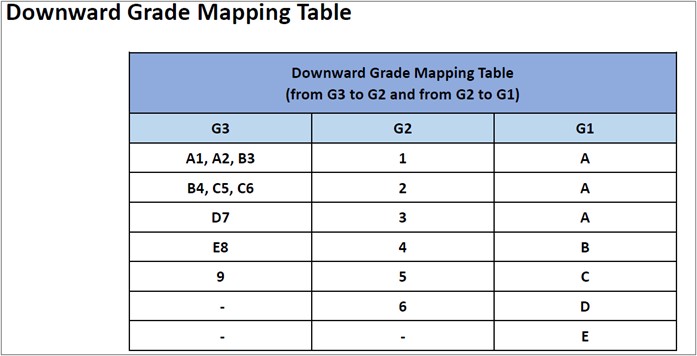 Downward Grade Mapping Table
Downward Grade Mapping Table
(from G3 to G2 and from G2 to G1)
G3 G2 G1
A1, A2, B3 1 A
B4, C5, C6 2 A
D7 3 A
E8 4 B
9 5 C
- 6 D
- - E